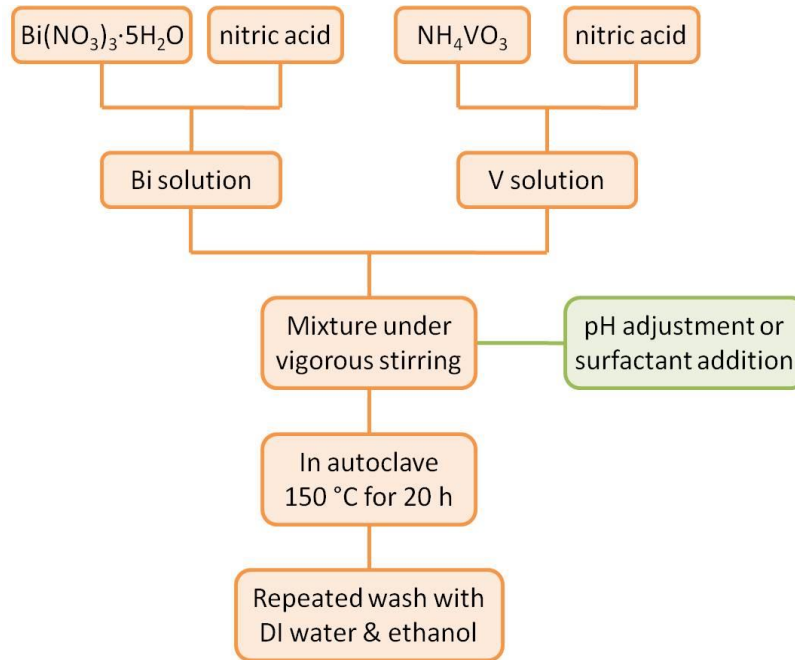 Bi(NO₃)₃·5H₂O
nitric acid
NH₄VO₃
nitric acid
Bi solution
V solution
Mixture under
vigorous stirring
pH adjustment or
surfactant addition
In autoclave
150 °C for 20 h
Repeated wash with
DI water & ethanol